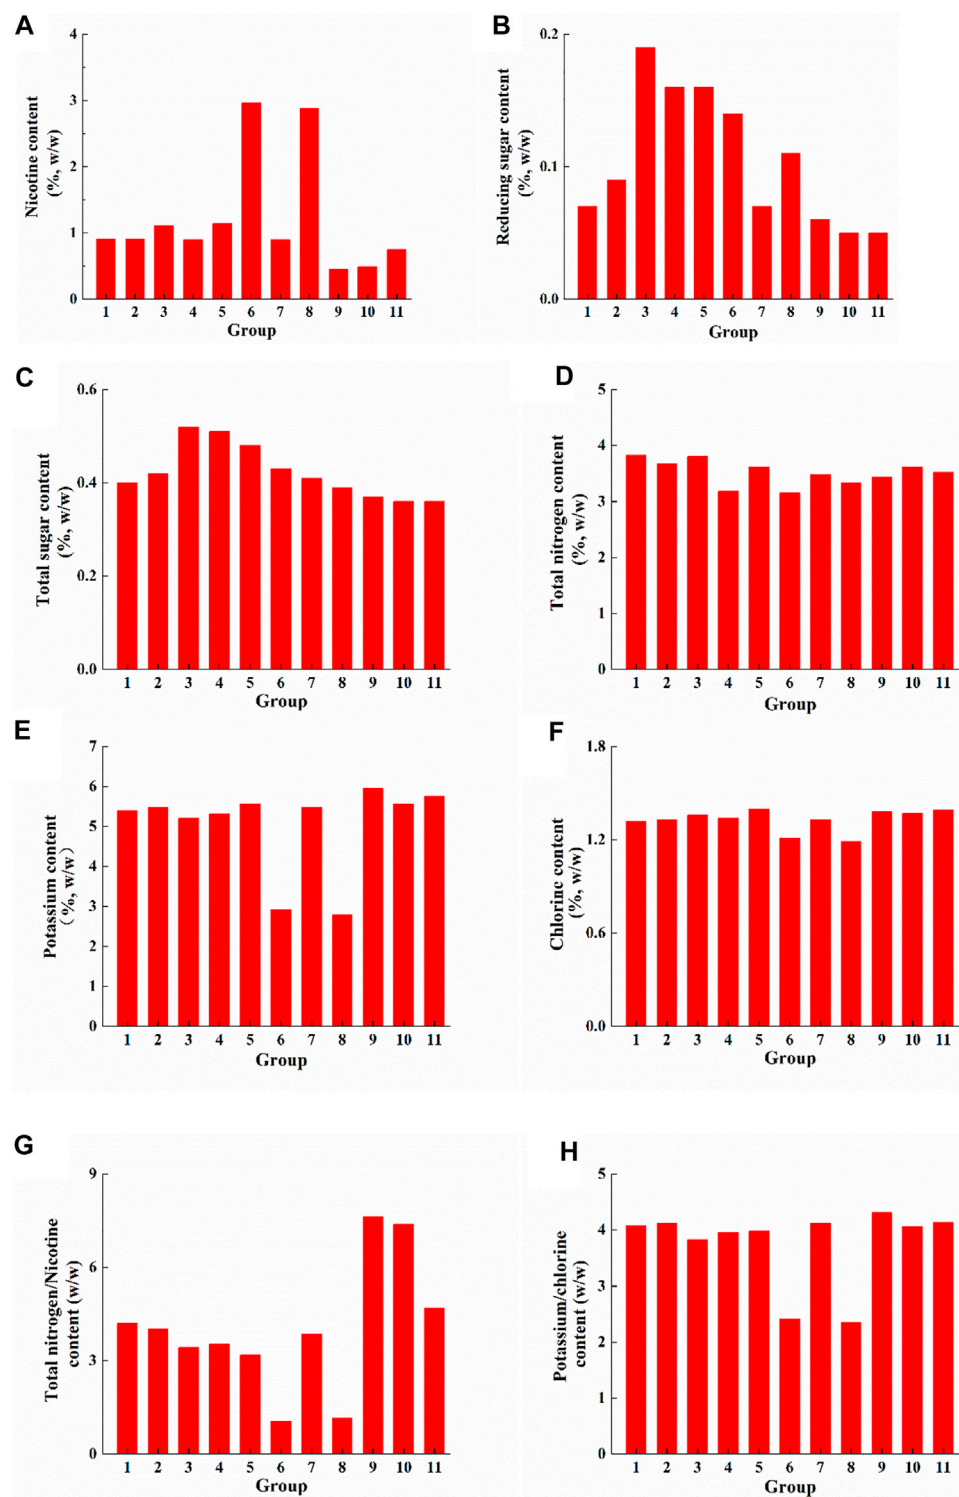 A
4
3
2
1
0
Nicotine content
(%, w/w)
1 2 3 4 5 6 7 8 9 10 11
Group
B
0.2
0.1
0.0
Reducing sugar content
(%, w/w)
1 2 3 4 5 6 7 8 9 10 11
Group
C
0.6
0.4
0.2
0.0
Total sugar content
(%, w/w)
1 2 3 4 5 6 7 8 9 10 11
Group
D
5
4
3
2
1
0
Total nitrogen content
(%, w/w)
1 2 3 4 5 6 7 8 9 10 11
Group
E
7
6
5
4
3
2
1
0
Potassium content
(%, w/w)
1 2 3 4 5 6 7 8 9 10 11
Group
F
1.8
1.2
0.6
0.0
Chlorine content
(%, w/w)
1 2 3 4 5 6 7 8 9 10 11
Group
G
9
6
3
0
Total nitrogen/Nicotine
content (w/w)
1 2 3 4 5 6 7 8 9 10 11
Group
H
5
4
3
2
1
0
Potassium/chlorine
content (w/w)
1 2 3 4 5 6 7 8 9 10 11
Group